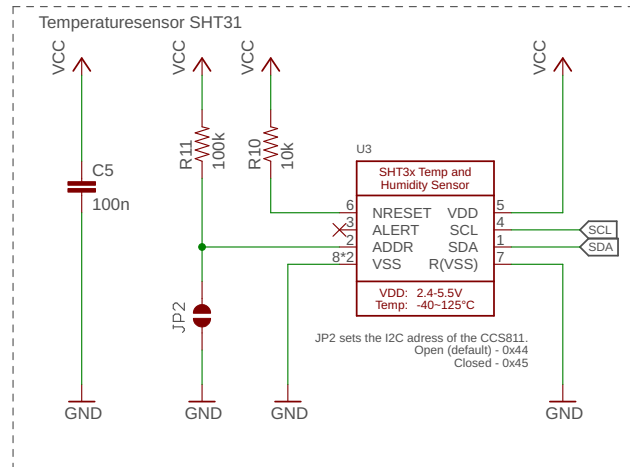 Temperaturesensor SHT31
VCC
VCC
VCC
VCC
C5
100n
R11
100k
R10
10k
JP2
U3
SHT3x Temp and
Humidity Sensor
6 NRESET VDD 5
3 ALERT SCL 4 SCL
2 ADDR SDA 1 SDA
8*2 VSS R(VSS) 7
VDD: 2.4-5.5V
Temp: -40~125°C
JP2 sets the I2C adress of the CCS811.
Open (default) - 0x44
Closed - 0x45
GND
GND
GND
GND